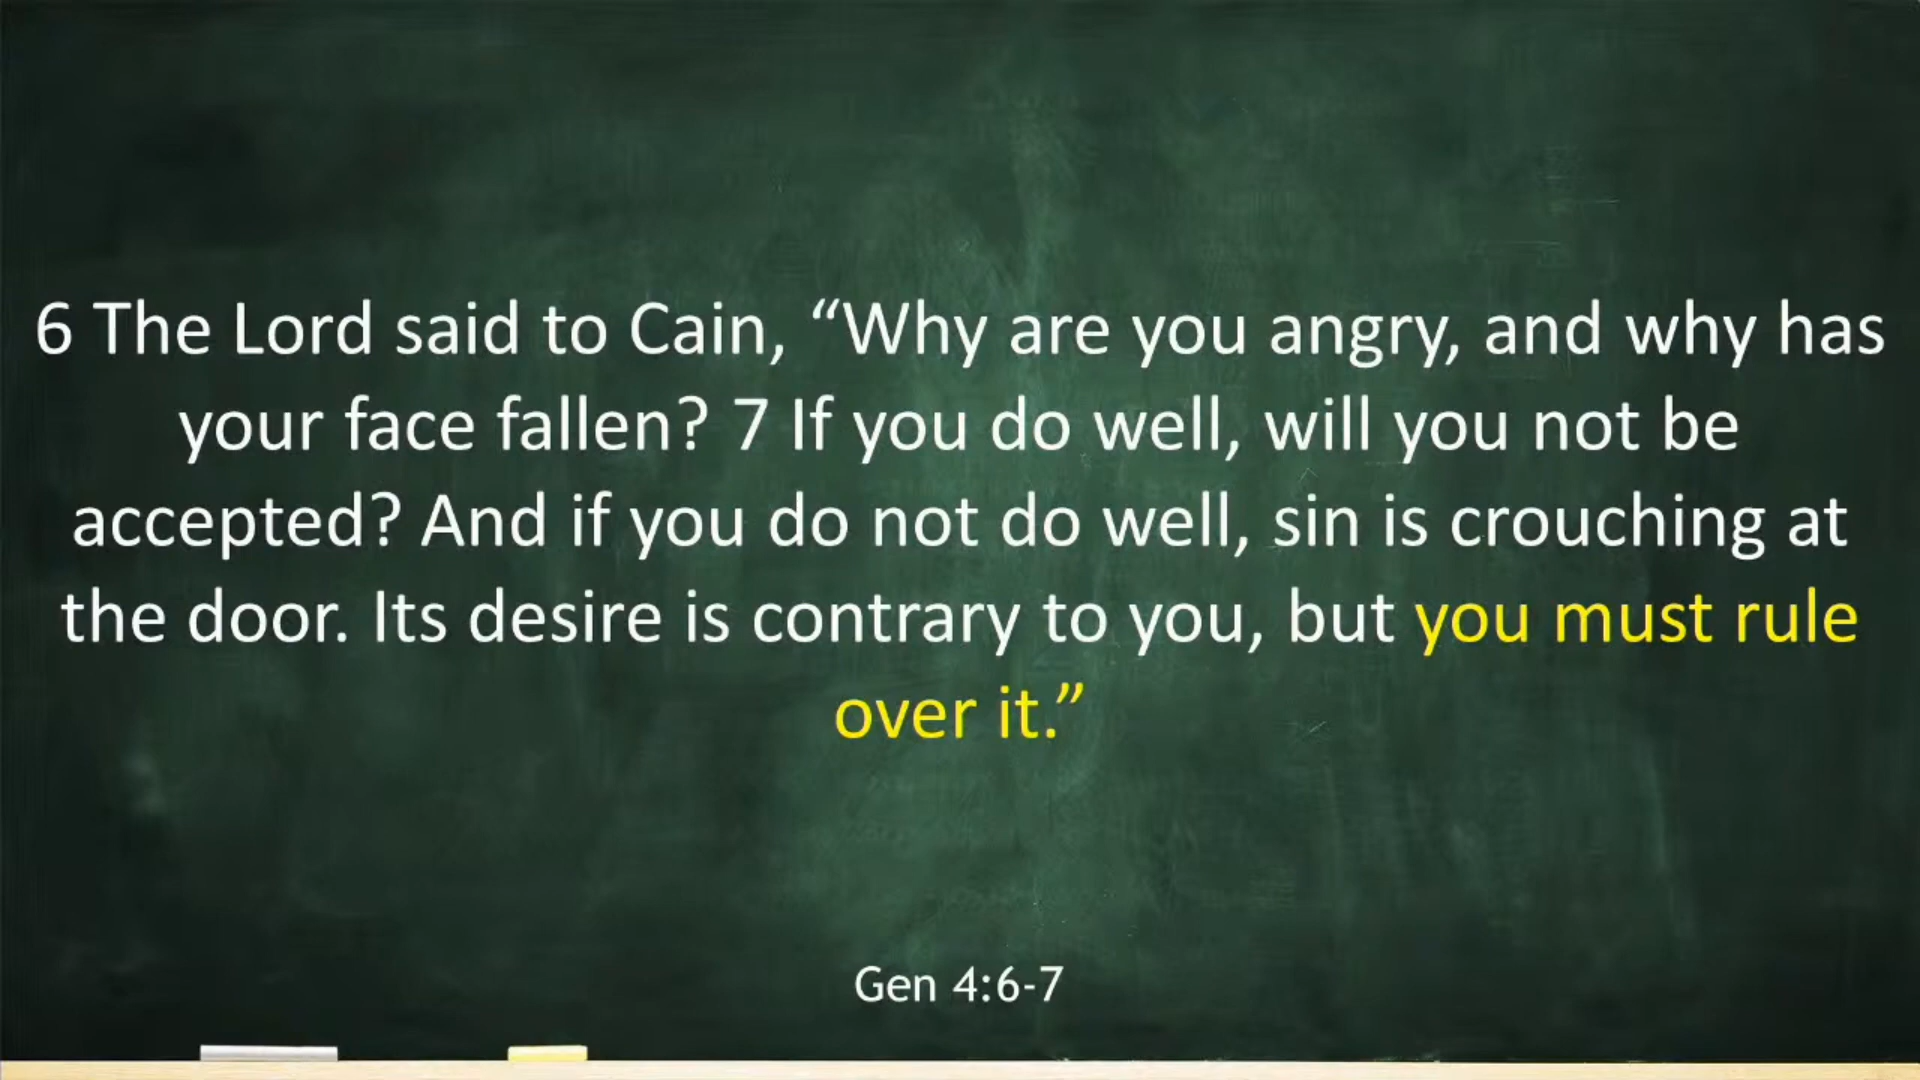 6 The Lord said to Cain, “Why are you angry, and why has
your face fallen? 7 If you do well, will you not be
accepted? And if you do not do well, sin is crouching at
the door. Its desire is contrary to you, but you must rule
over it.”
Gen 4:6-7